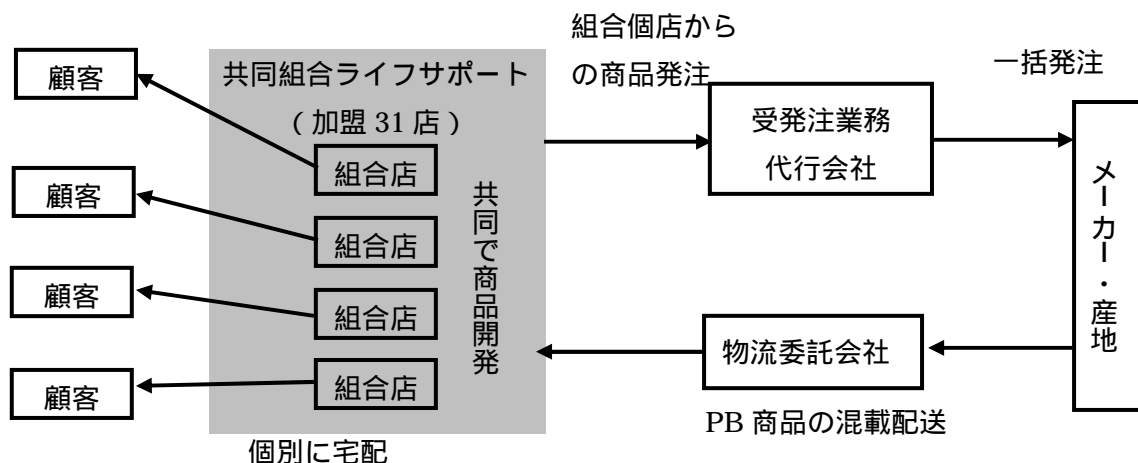 組合個店から
の商品発注
一括発注
顧客
共同組合ライフサポート
（加盟 31 店）
受発注業務
代行会社
組合店
顧客
組合店
共同で商品開発
メーカー・産地
顧客
組合店
物流委託会社
顧客
組合店
PB 商品の混載配送
個別に宅配